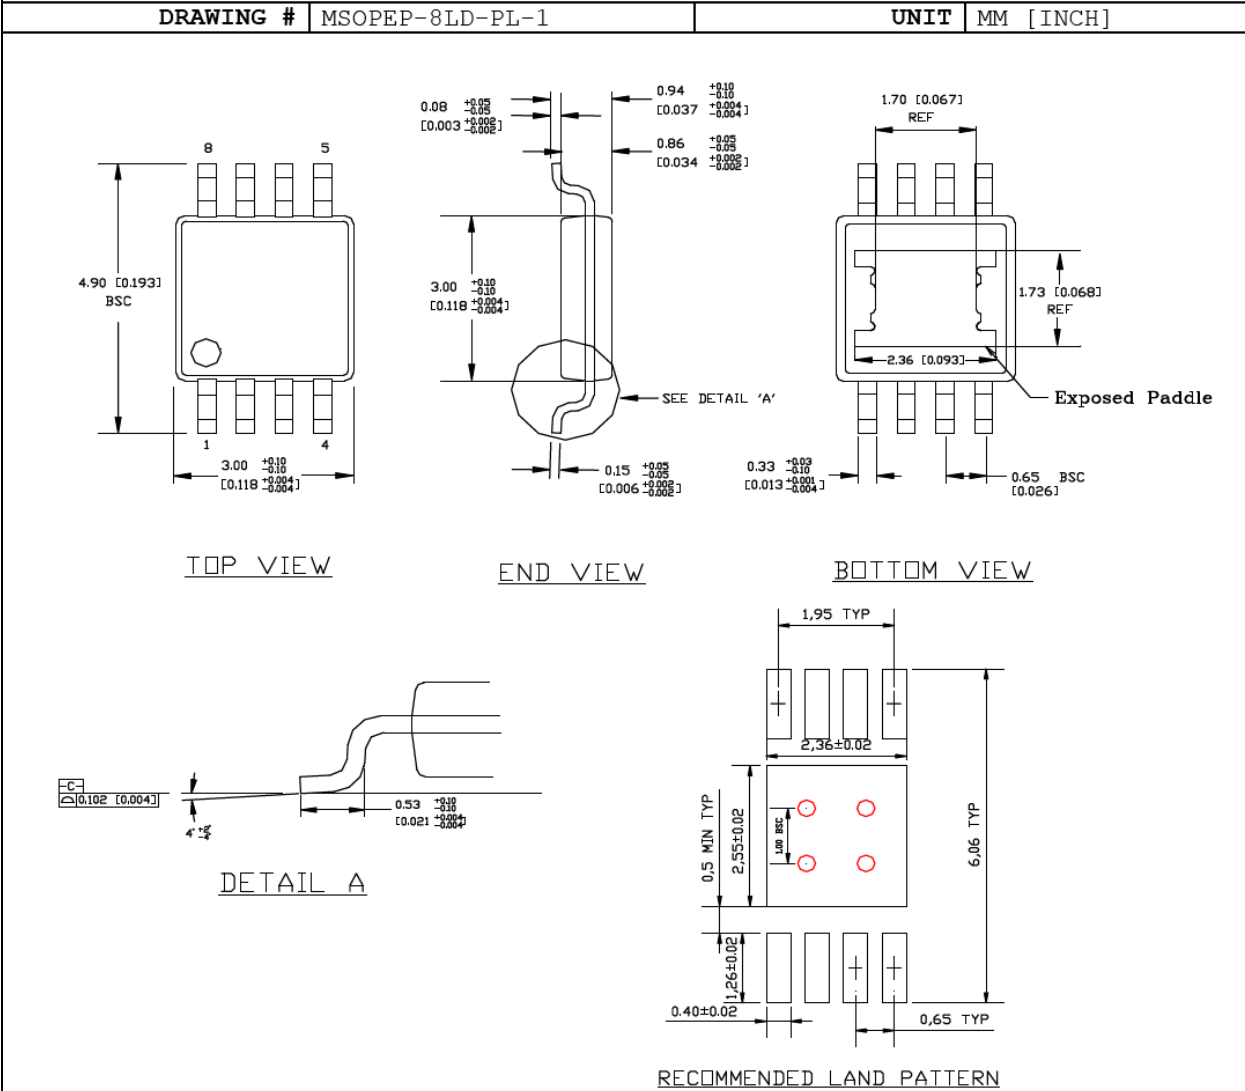 DRAWING # MSOPEP-8LD-PL-1 UNIT MM [INCH]
8 5
4.90 [0.193]
BSC
1 4
3.00 +0.10 -0.10
[0.118 +0.004 -0.004]
TOP VIEW
0.08 +0.05 -0.05
[0.003 +0.002 -0.002]
0.94 +0.10 -0.10
[0.037 +0.004 -0.004]
0.86 +0.05 -0.05
[0.034 +0.002 -0.002]
3.00 +0.10 -0.10
[0.118 +0.004 -0.004]
SEE DETAIL 'A'
0.15 +0.05 -0.05
[0.006 +0.002 -0.002]
END VIEW
1.70 [0.067]
REF
1.73 [0.068]
REF
2.36 [0.093]
Exposed Paddle
0.33 +0.03 -0.10
[0.013 +0.001 -0.004]
0.65 BSC
[0.026]
BOTTOM VIEW
-C-
0.102 [0.004]
0.53 +0.10 -0.10
[0.021 +0.004 -0.004]
DETAIL A
1,95 TYP
2,36±0.02
0,5 MIN TYP
2,55±0.02
1.00 BSC
6,06 TYP
1,26±0.02
0.40±0.02
0,65 TYP
RECOMMENDED LAND PATTERN